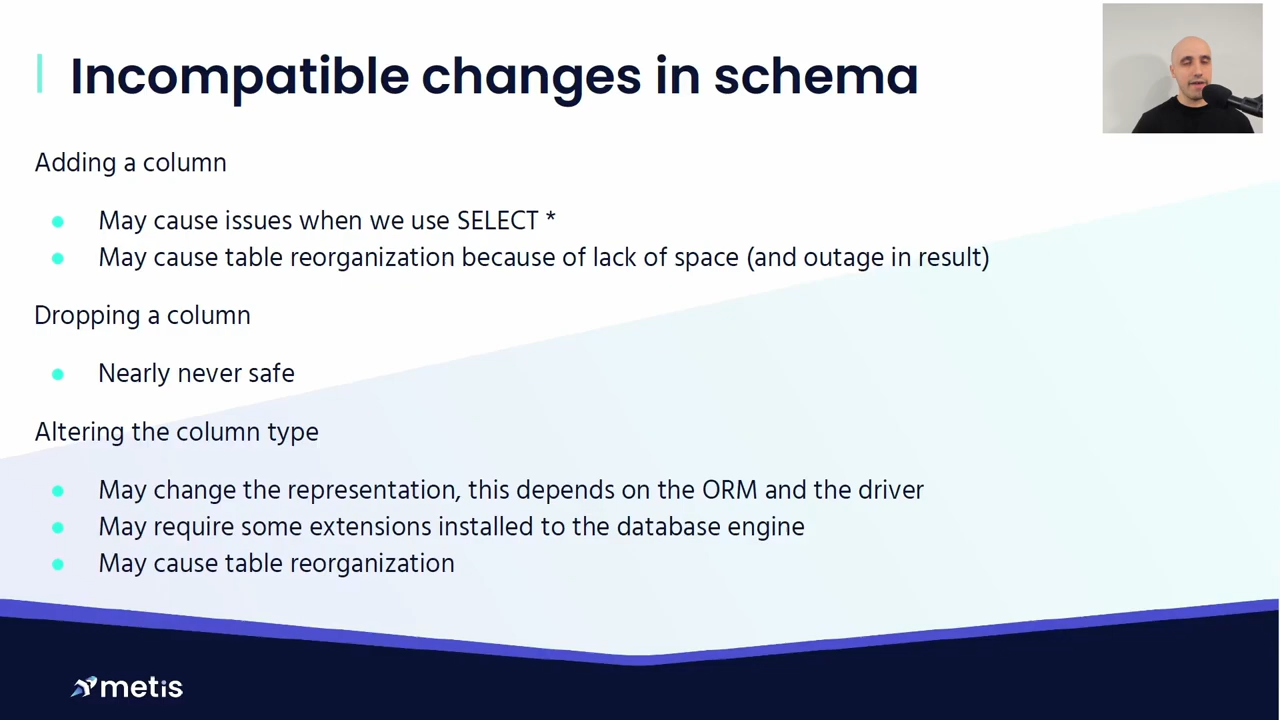 Incompatible changes in schema
Adding a column
May cause issues when we use SELECT *
May cause table reorganization because of lack of space (and outage in result)
Dropping a column
Nearly never safe
Altering the column type
May change the representation, this depends on the ORM and the driver
May require some extensions installed to the database engine
May cause table reorganization
metis